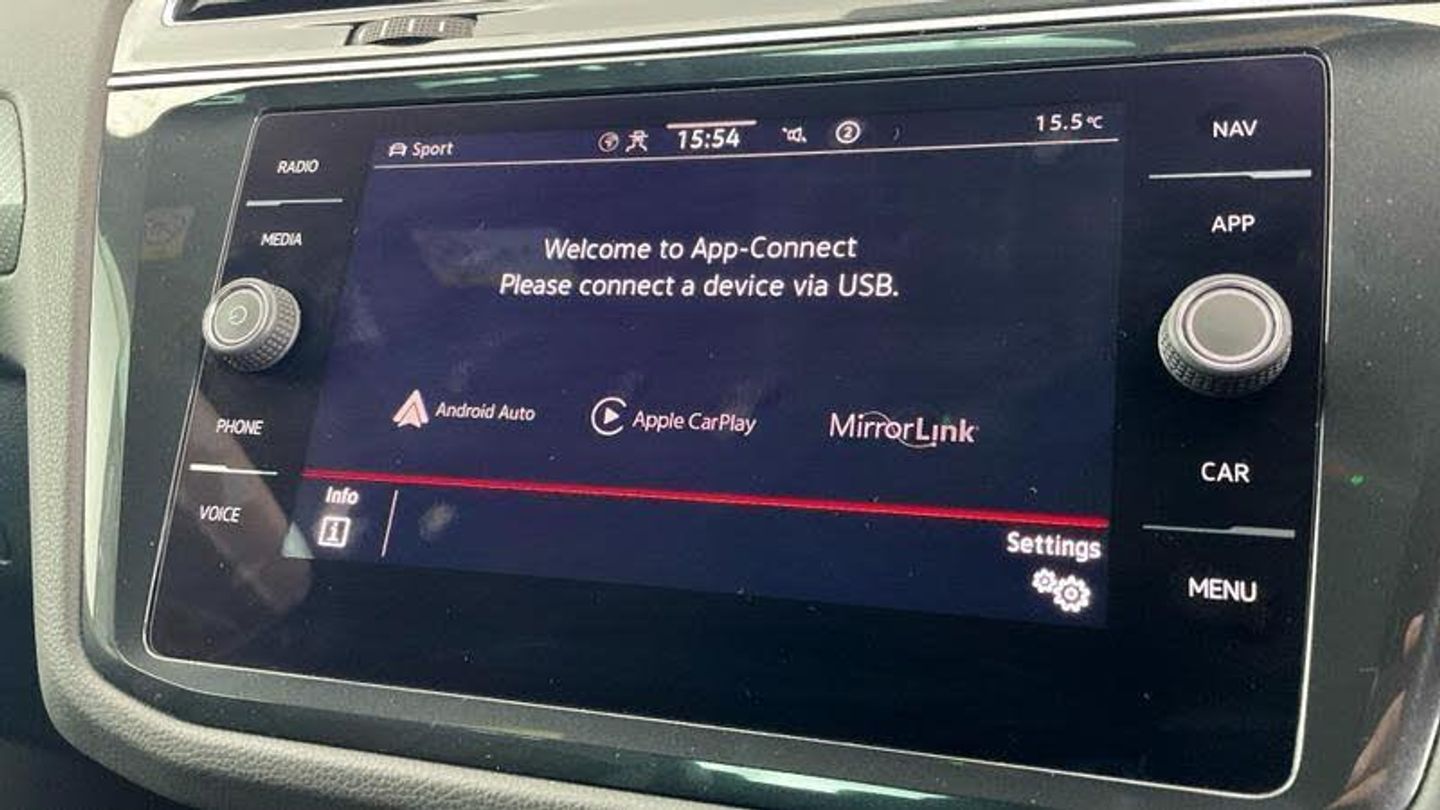 RADIO
MEDIA
PHONE
VOICE
Sport
15:54
2
15.5°C
Welcome to App-Connect
Please connect a device via USB.
Android Auto
Apple CarPlay
MirrorLink
Info
i
Settings
NAV
APP
CAR
MENU